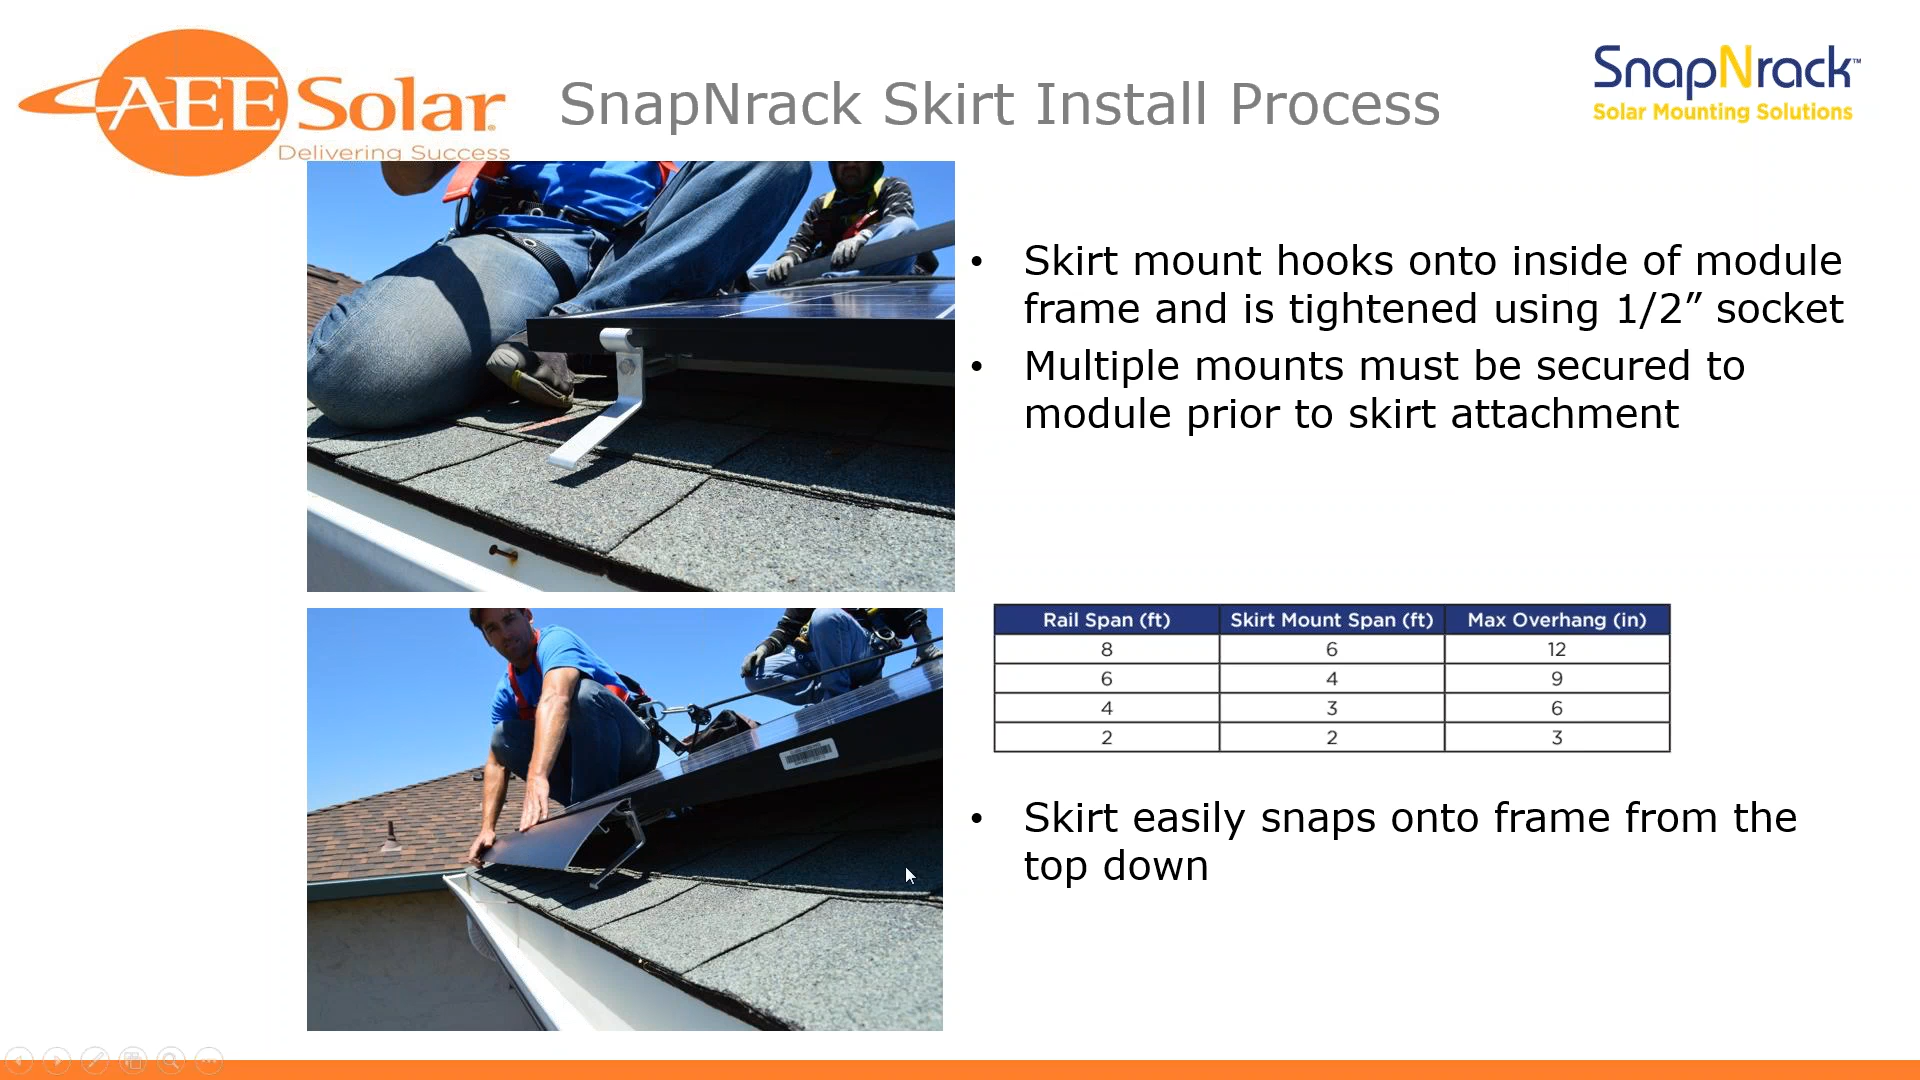 AEE Solar
Delivering Success
SnapNrack Skirt Install Process
SnapNrack™
Solar Mounting Solutions
• Skirt mount hooks onto inside of module
frame and is tightened using 1/2” socket
• Multiple mounts must be secured to
module prior to skirt attachment
Rail Span (ft) Skirt Mount Span (ft) Max Overhang (in)
8 6 12
6 4 9
4 3 6
2 2 3
• Skirt easily snaps onto frame from the
top down